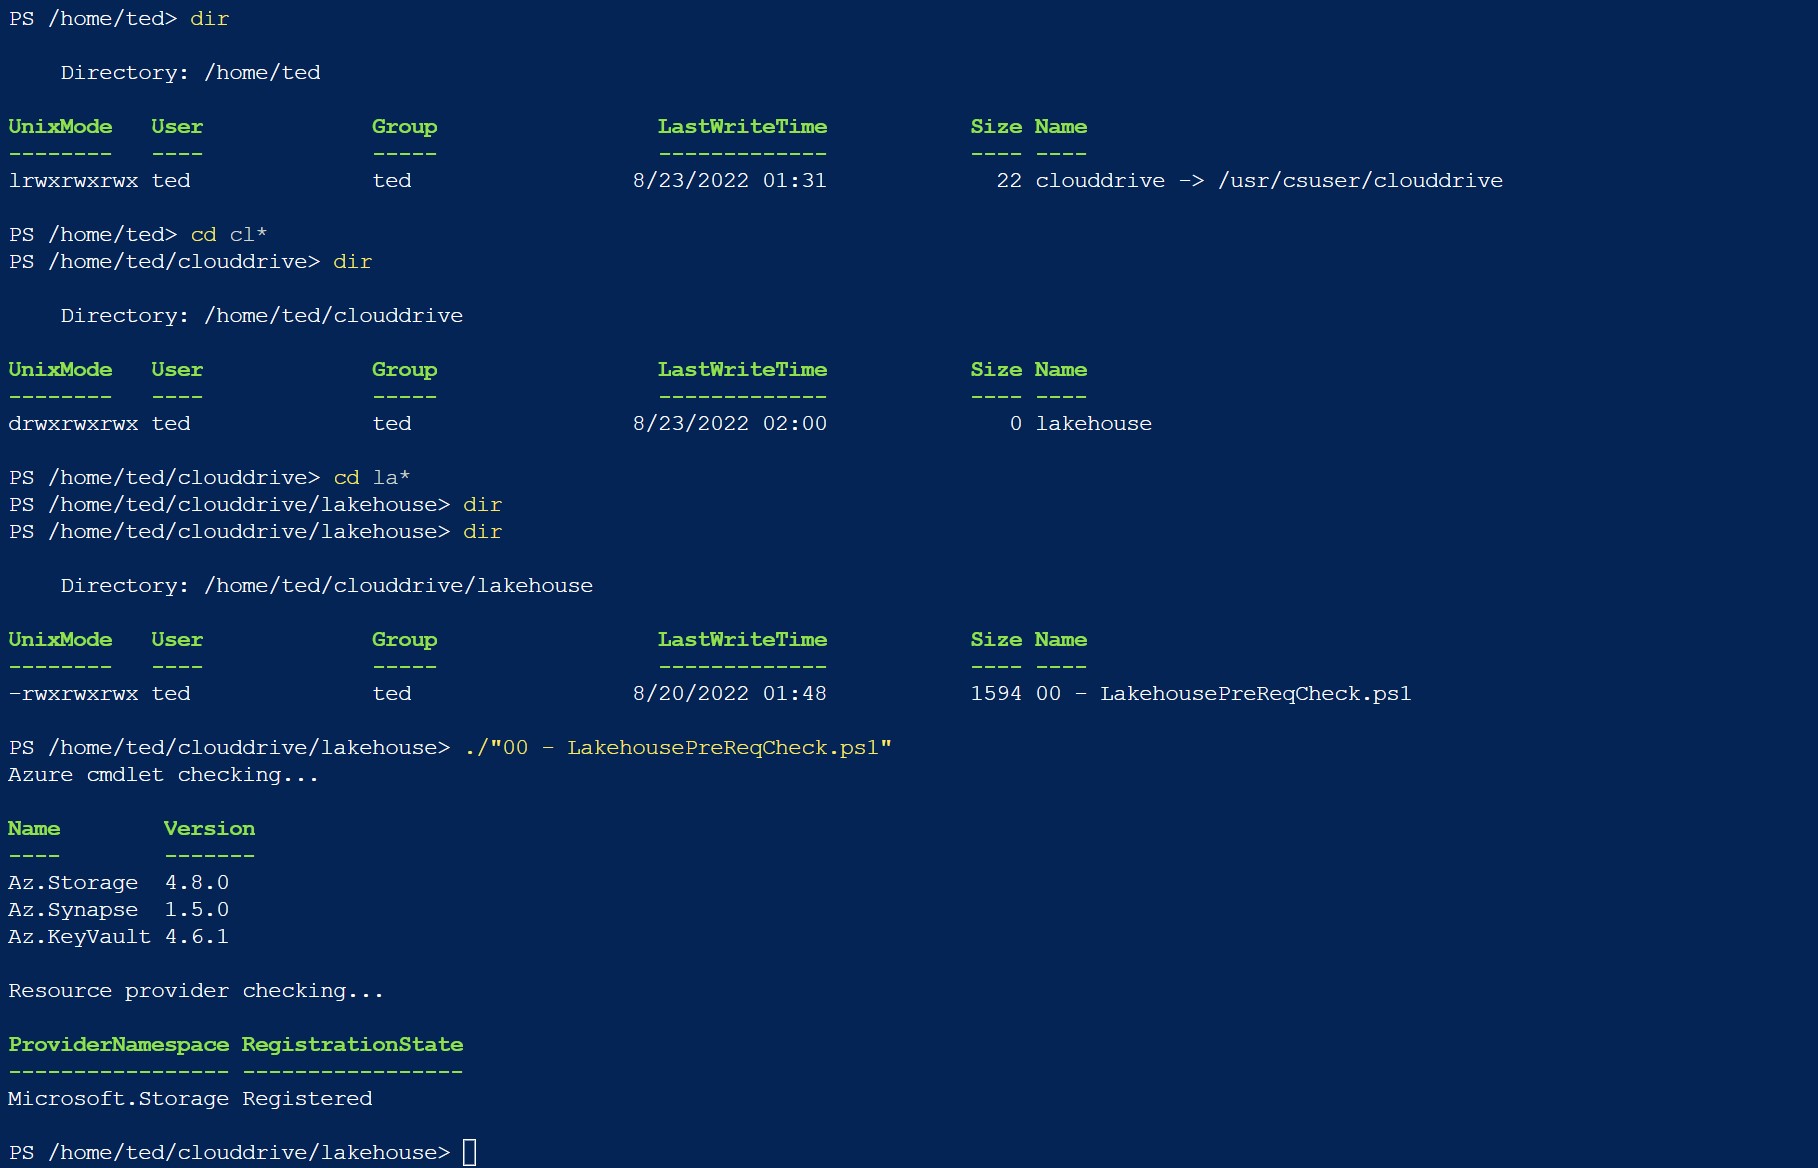 PS /home/ted> dir
Directory: /home/ted
UnixMode User Group LastWriteTime Size Name
-------- ---- ----- ------------- ---- ----
lrwxrwxrwx ted ted 8/23/2022 01:31 22 clouddrive -> /usr/csuser/clouddrive
PS /home/ted> cd cl*
PS /home/ted/clouddrive> dir
Directory: /home/ted/clouddrive
UnixMode User Group LastWriteTime Size Name
-------- ---- ----- ------------- ---- ----
drwxrwxrwx ted ted 8/23/2022 02:00 0 lakehouse
PS /home/ted/clouddrive> cd la*
PS /home/ted/clouddrive/lakehouse> dir
PS /home/ted/clouddrive/lakehouse> dir
Directory: /home/ted/clouddrive/lakehouse
UnixMode User Group LastWriteTime Size Name
-------- ---- ----- ------------- ---- ----
-rwxrwxrwx ted ted 8/20/2022 01:48 1594 00 - LakehousePreReqCheck.ps1
PS /home/ted/clouddrive/lakehouse> ./"00 - LakehousePreReqCheck.ps1"
Azure cmdlet checking...
Name Version
---- -------
Az.Storage 4.8.0
Az.Synapse 1.5.0
Az.KeyVault 4.6.1
Resource provider checking...
ProviderNamespace RegistrationState
----------------- -----------------
Microsoft.Storage Registered
PS /home/ted/clouddrive/lakehouse>